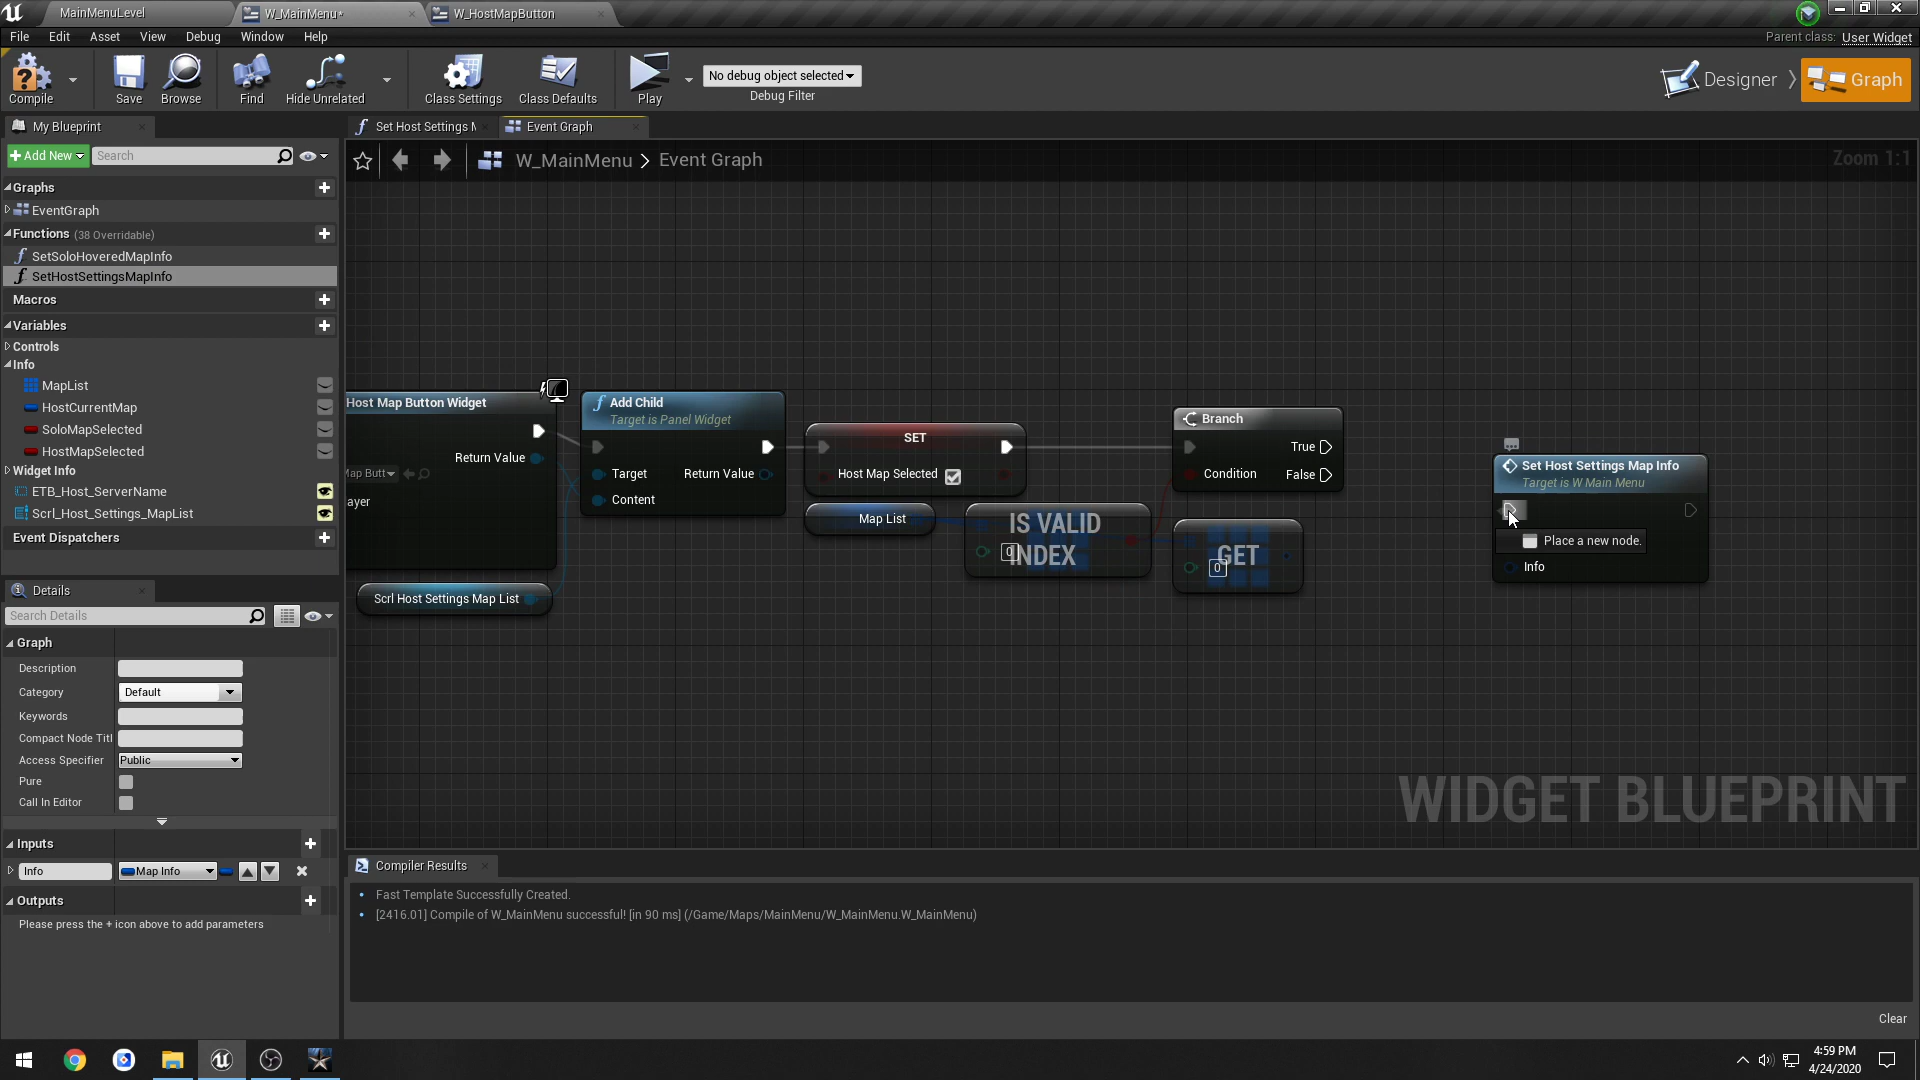 MainMenuLevel
W_MainMenu*
W_HostMapButton
File Edit Asset View Debug Window Help
Parent class: User Widget
Compile
Save
Browse
Find
Hide Unrelated
Class Settings
Class Defaults
Play
No debug object selected
Debug Filter
Designer
Graph
My Blueprint
Set Host Settings M
Event Graph
Add New
Search
W_MainMenu > Event Graph
Zoom 1:1
Graphs
EventGraph
Functions (38 Overridable)
SetSoloHoveredMapInfo
SetHostSettingsMapInfo
Macros
Variables
Controls
Info
MapList
HostCurrentMap
SoloMapSelected
HostMapSelected
Widget Info
ETB_Host_ServerName
Scrl_Host_Settings_MapList
Event Dispatchers
Host Map Button Widget
Return Value
Map Butt
ayer
Scrl Host Settings Map List
Add Child
Target is Panel Widget
Target
Return Value
Content
SET
Host Map Selected
Map List
IS VALID
INDEX
0
Branch
True
Condition
False
GET
0
Set Host Settings Map Info
Target is W Main Menu
Place a new node.
Info
WIDGET BLUEPRINT
Details
Search Details
Graph
Description
Category
Default
Keywords
Compact Node Titl
Access Specifier
Public
Pure
Call In Editor
Inputs
Info
Map Info
Outputs
Please press the + icon above to add parameters
Compiler Results
Fast Template Successfully Created.
[2416.01] Compile of W_MainMenu successful! [in 90 ms] (/Game/Maps/MainMenu/W_MainMenu.W_MainMenu)
Clear
4:59 PM
4/24/2020